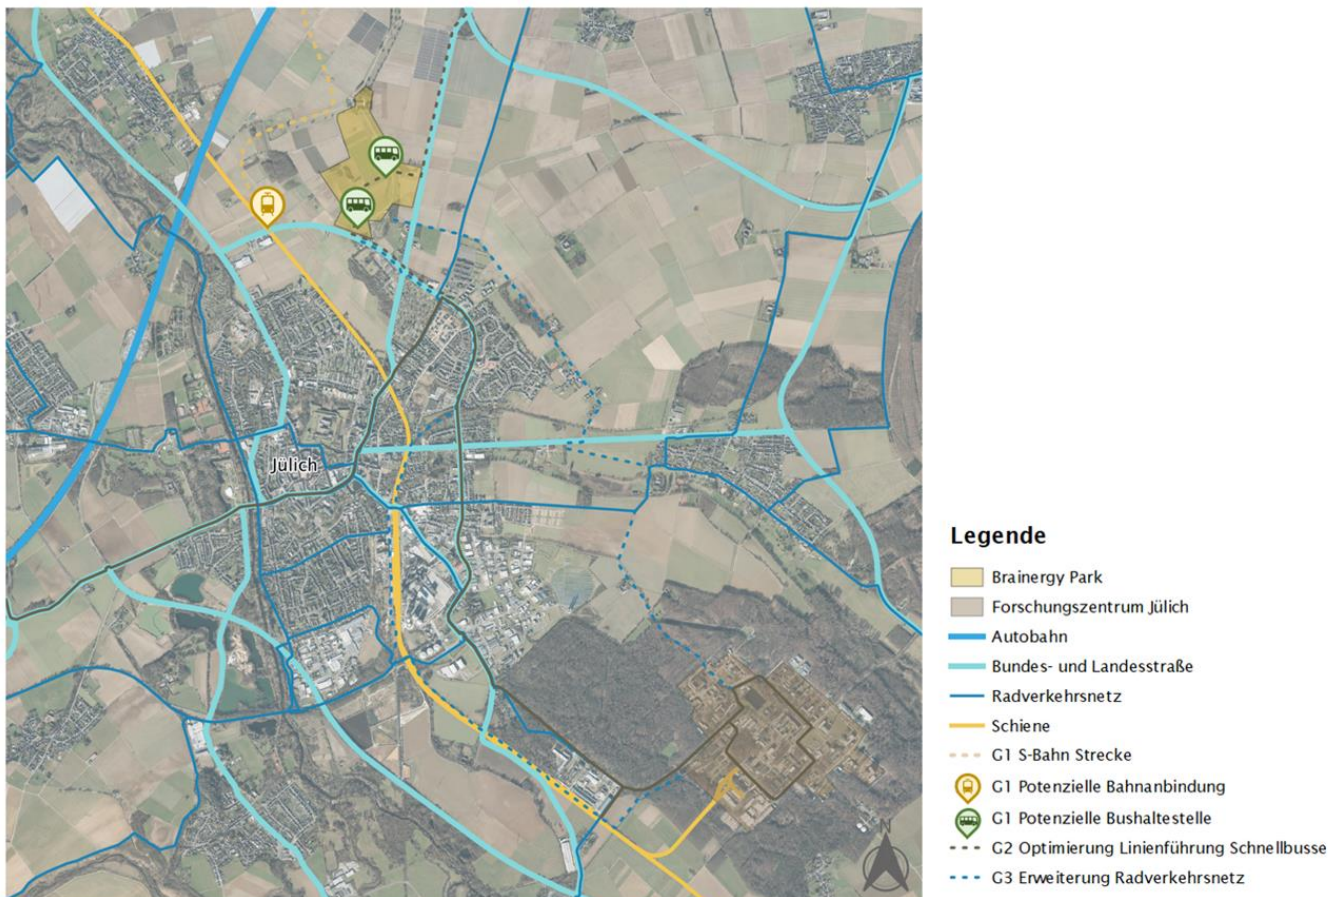 Jülich
N
Legende
Brainergy Park
Forschungszentrum Jülich
Autobahn
Bundes- und Landesstraße
Radverkehrsnetz
Schiene
G1 S-Bahn Strecke
G1 Potenzielle Bahnanbindung
G1 Potenzielle Bushaltestelle
G2 Optimierung Linienführung Schnellbusse
G3 Erweiterung Radverkehrsnetz